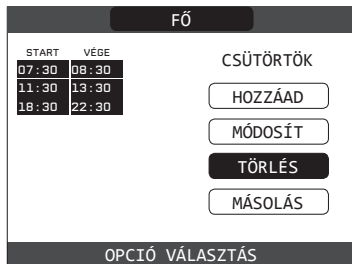 FŐ
START VÉGE
07:30 08:30
11:30 13:30
18:30 22:30
CSÜTÖRTÖK
HOZZÁAD
MÓDOSÍT
TÖRLÉS
MÁSOLÁS
OPCIÓ VÁLASZTÁS